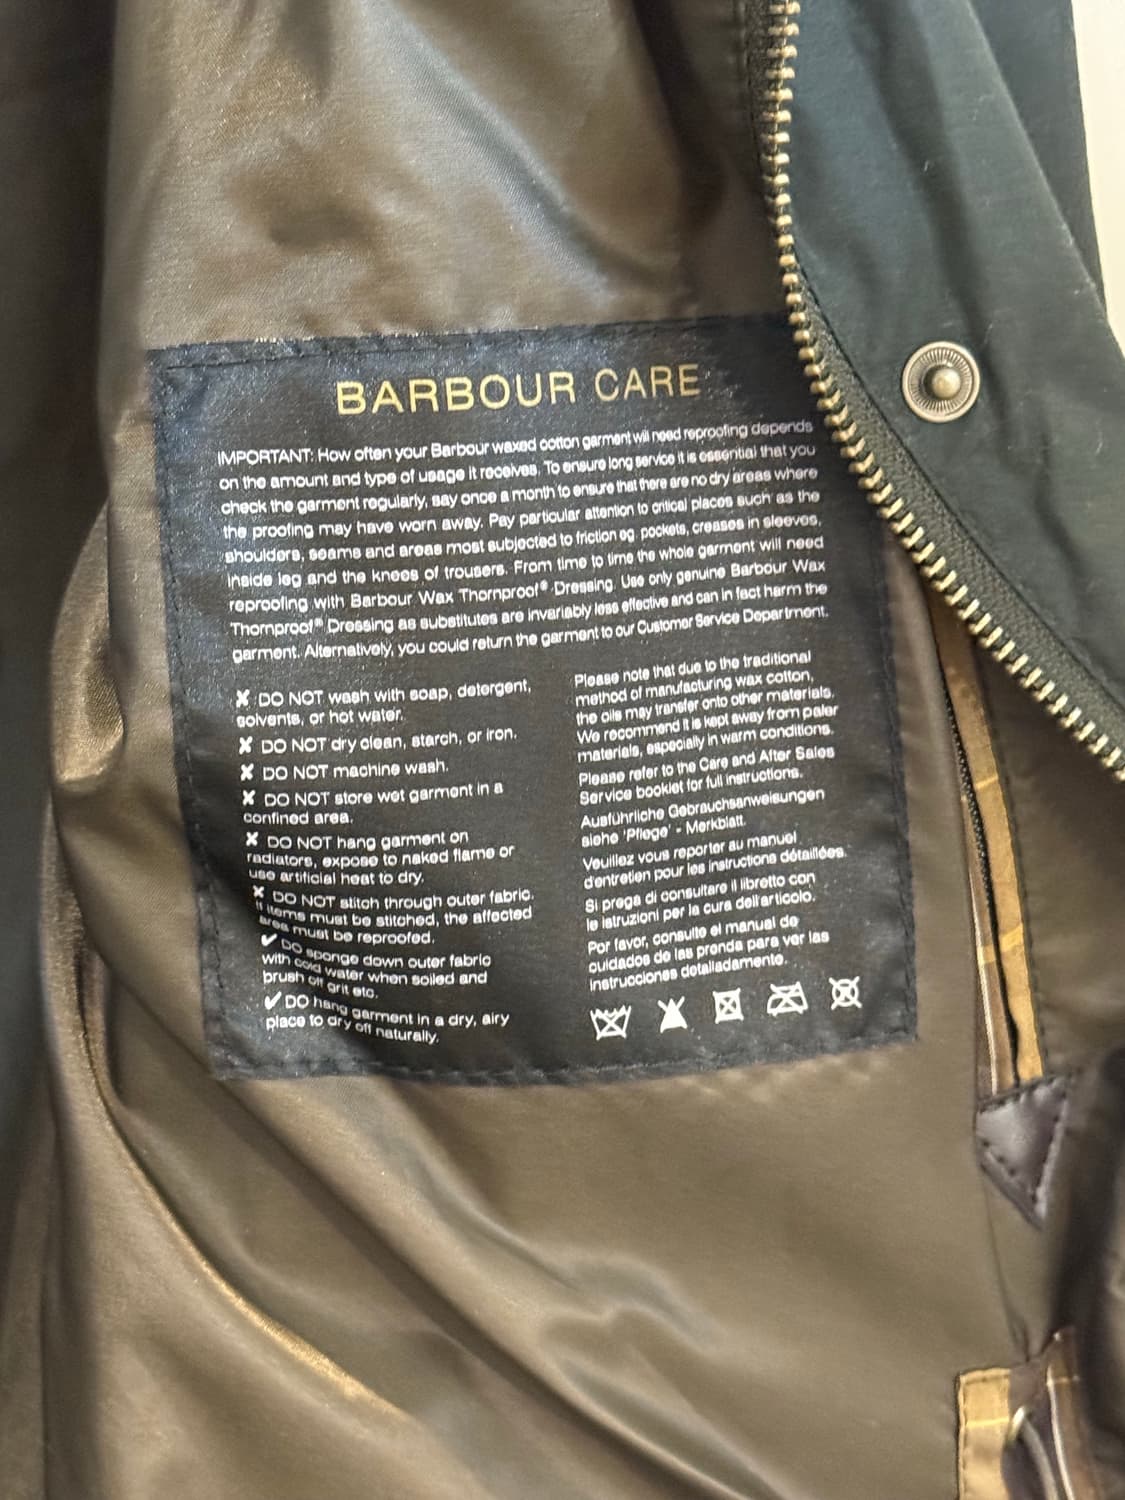 BARBOUR CARE
IMPORTANT: How often your Barbour waxed cotton garment will need reproofing depends
on the amount and type of usage it receives. To ensure long service it is essential that you
check the garment regularly, say once a month to ensure that there are no dry areas where
the proofing may have worn away. Pay particular attention to critical places such as the
shoulders, seams and areas most subjected to friction eg. pockets, creases in sleeves,
inside leg and the knees of trousers. From time to time the whole garment will need
reproofing with Barbour Wax Thornproof® Dressing. Use only genuine Barbour Wax
Thornproof® Dressing as substitutes are invariably less effective and can in fact harm the
garment. Alternatively, you could return the garment to our Customer Service Department.
✘ DO NOT wash with soap, detergent,
solvents, or hot water.
✘ DO NOT dry clean, starch, or iron.
✘ DO NOT machine wash.
✘ DO NOT store wet garment in a
confined area.
✘ DO NOT hang garment on
radiators, expose to naked flame or
use artificial heat to dry.
✘ DO NOT stitch through outer fabric.
If items must be stitched, the affected
area must be reproofed.
✔ DO sponge down outer fabric
with cold water when soiled and
brush off grit etc.
✔ DO hang garment in a dry, airy
place to dry off naturally.
Please note that due to the traditional
method of manufacturing wax cotton,
the oils may transfer onto other materials.
We recommend it is kept away from paler
materials, especially in warm conditions.
Please refer to the Care and After Sales
Service booklet for full instructions.
Ausführliche Gebrauchsanweisungen
siehe 'Pflege' - Merkblatt.
Veuillez vous reporter au manuel
d'entretien pour les instructions détaillées.
Si prega di consultare il libretto con
le istruzioni per la cura dell'articolo.
Por favor, consulte el manual de
cuidados de las prenda para ver las
instrucciones detalladamente.